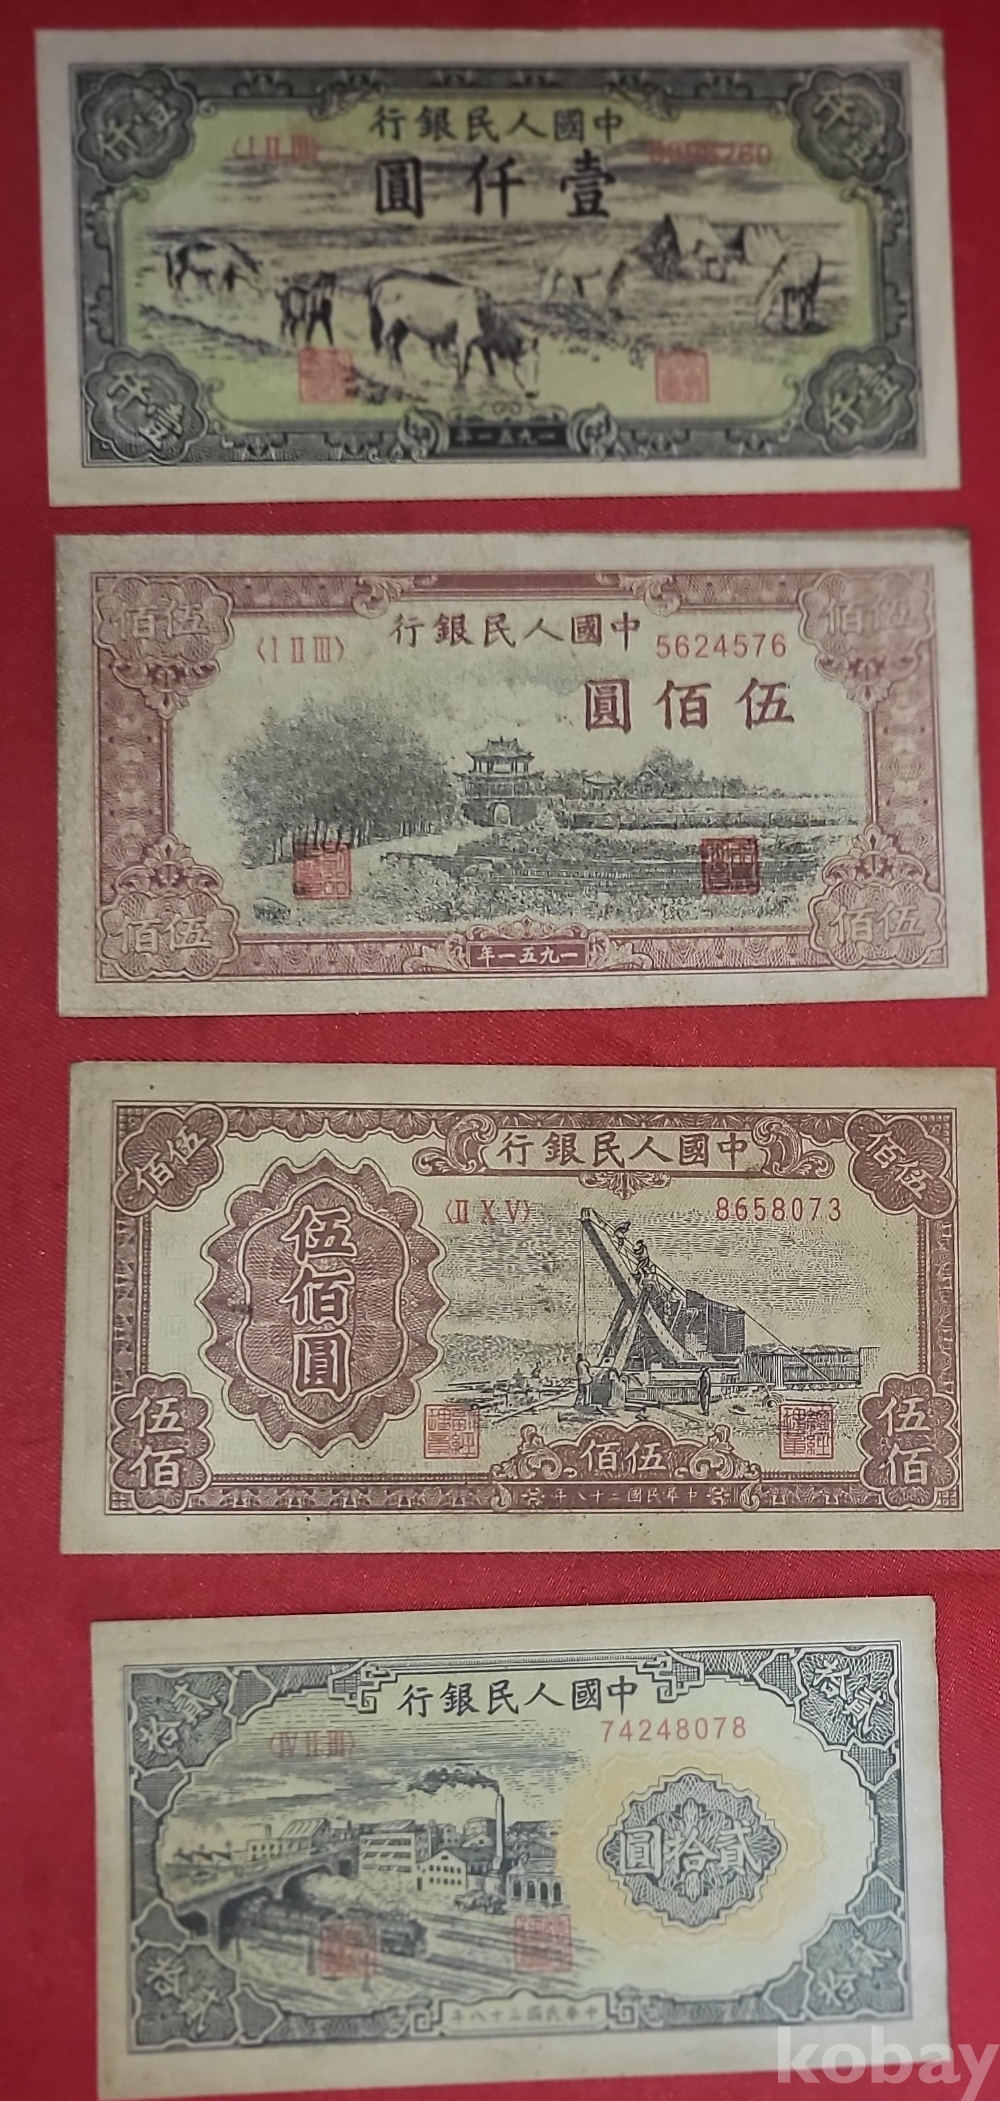 行銀民人國中
〈I II III〉
圓仟壹
仟壹
仟壹
仟壹
仟壹
年一五九一
伍佰
行銀民人國中
佰伍
〈I II III〉
5624576
圓佰伍
佰伍
佰伍
年一五九一
佰伍
行銀民人國中
佰伍
〈II X V〉
8658073
伍佰圓
伍佰
佰伍
伍佰
年八十三國民華中
拾貳
行銀民人國中
拾貳
〈IV II III〉
74248078
圓拾貳
拾貳
拾貳
年八十三國民華中
kobay